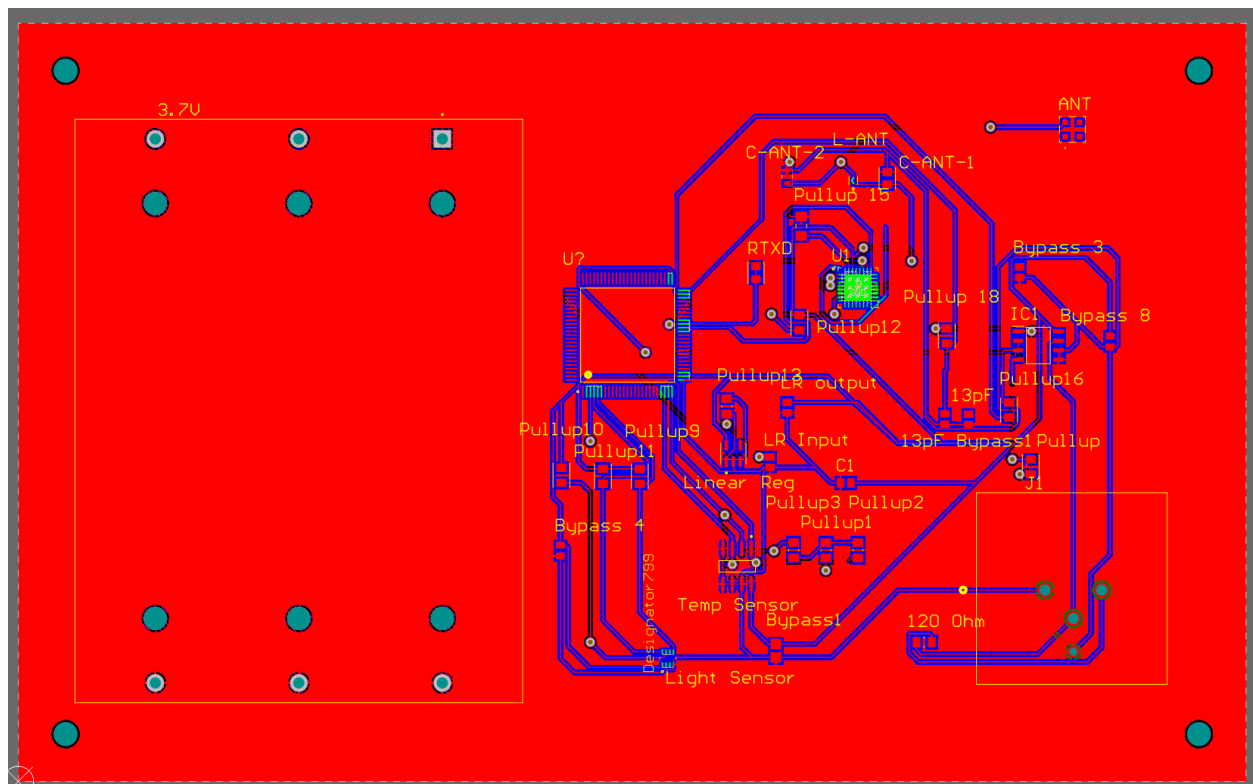 3.7V
ANT
L-ANT
C-ANT-2
C-ANT-1
Pullup 15
RTXD
U1
Bypass 3
U?
Pullup 18
IC1
Bypass 8
Pullup12
Pullup13
LR output
Pullup16
13pF
Pullup10
Pullup9
LR Input
13pF
Bypass1
Pullup
Pullup11
Linear Reg
C1
J1
Pullup3
Pullup2
Bypass 4
Pullup1
Designator799
Temp Sensor
Bypass1
120 Ohm
Light Sensor